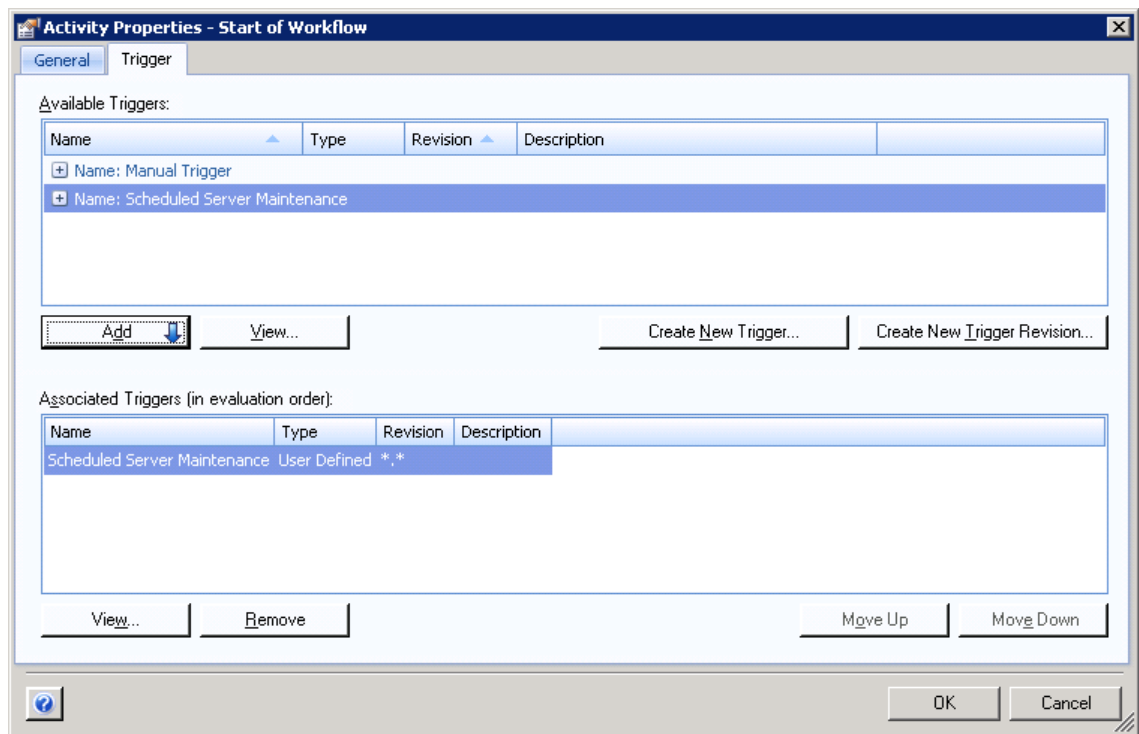 Activity Properties - Start of Workflow
General Trigger
Available Triggers:
Name Type Revision Description
Name: Manual Trigger
Name: Scheduled Server Maintenance
Add View... Create New Trigger... Create New Trigger Revision...
Associated Triggers (in evaluation order):
Name Type Revision Description
Scheduled Server Maintenance User Defined *.*
View... Remove Move Up Move Down
OK Cancel